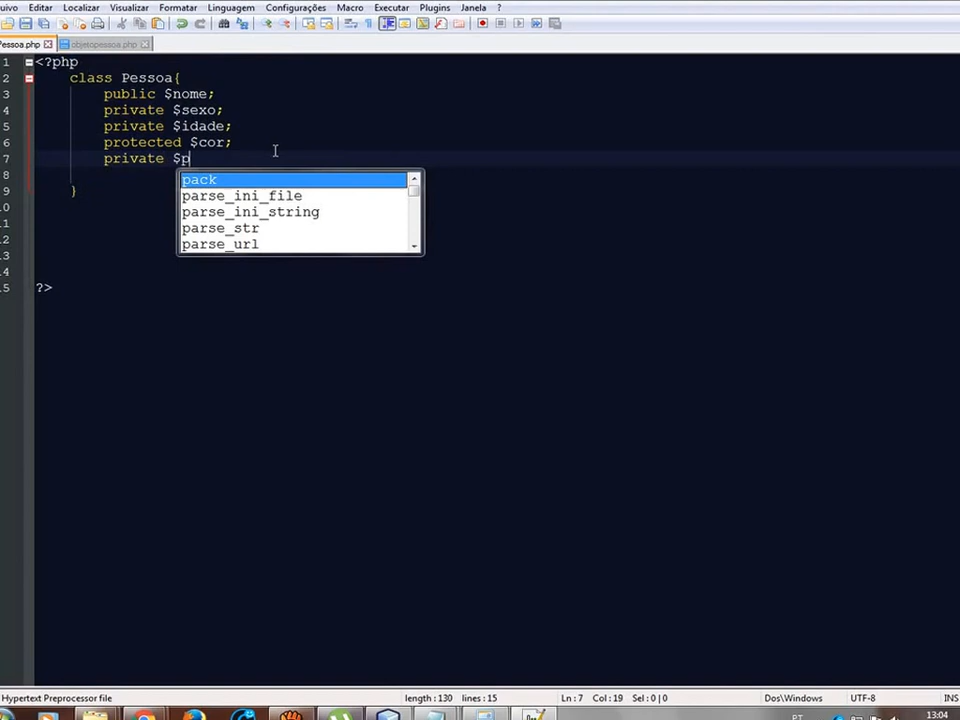 uivo Editar Localizar Visualizar Formatar Linguagem Configurações Macro Executar Plugins Janela ?
Pessoa.php objetopessoa.php
1 <?php
2 class Pessoa{
3 public $nome;
4 private $sexo;
5 private $idade;
6 protected $cor;
7 private $p
8
9 }
10
11
12
13
14
15 ?>
pack
parse_ini_file
parse_ini_string
parse_str
parse_url
Hypertext Preprocessor file length : 130 lines : 15 Ln : 7 Col : 19 Sel : 0 | 0 Dos\Windows UTF-8 INS
PT 13:04